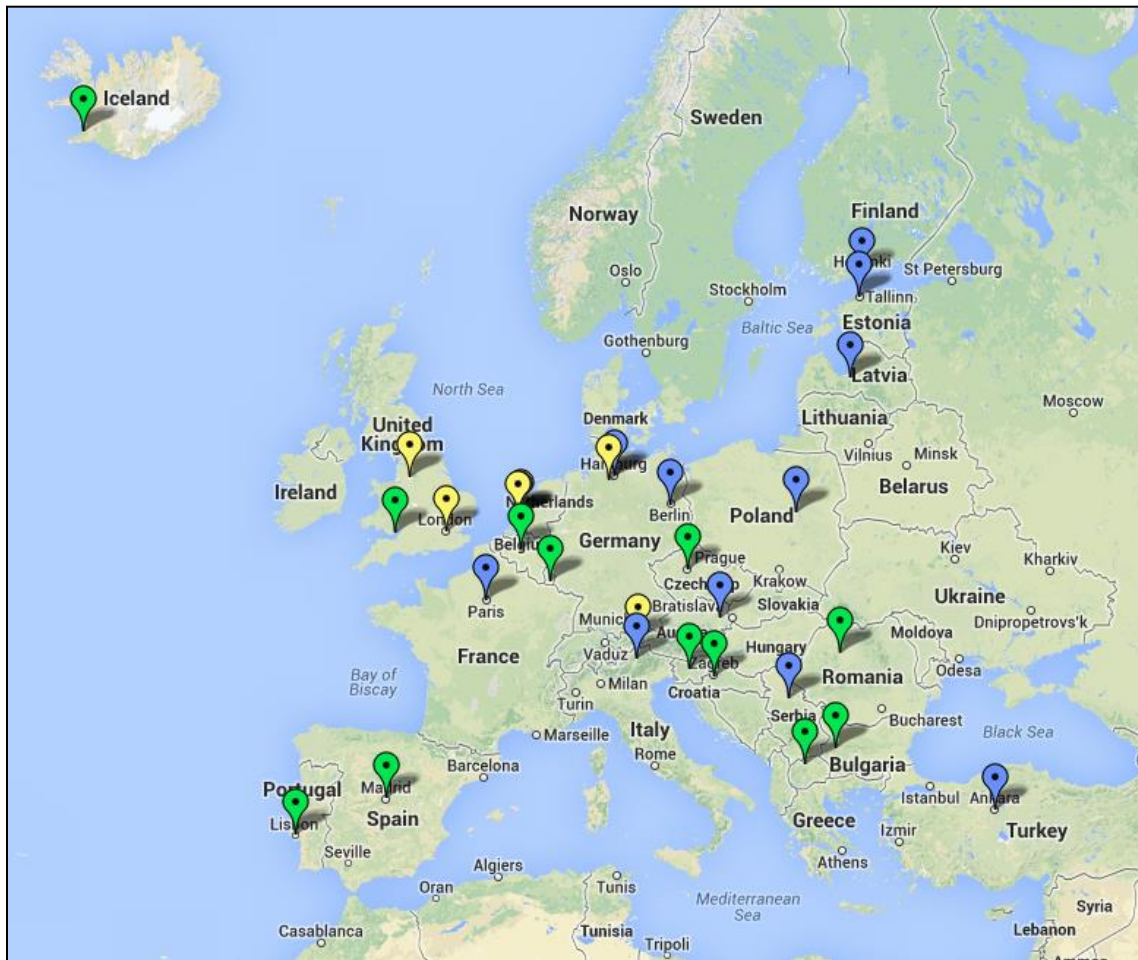 Iceland
Sweden
Norway
Finland
Oslo
St Petersburg
Stockholm
Tallinn
Baltic Sea
Estonia
Gothenburg
Latvia
North Sea
Moscow
Denmark
Lithuania
United
Kingdom
Vilnius
Minsk
Ireland
Belarus
London
Berlin
Poland
Germany
Kiev
Prague
Kharkiv
Krakow
Paris
Ukraine
Bratislava
Slovakia
Dnipropetrovs'k
Moldova
Hungary
Vaduz
France
Zagreb
Odesa
Bay of
Biscay
Milan
Croatia
Romania
Turin
Serbia
Bucharest
Marseille
Italy
Black Sea
Rome
Barcelona
Bulgaria
Portugal
Madrid
Istanbul
Ankara
Lisbon
Spain
Greece
Izmir
Turkey
Seville
Athens
Algiers
Oran
Tunis
Mediterranean
Sea
Syria
Casablanca
Tunisia
Lebanon
Tripoli